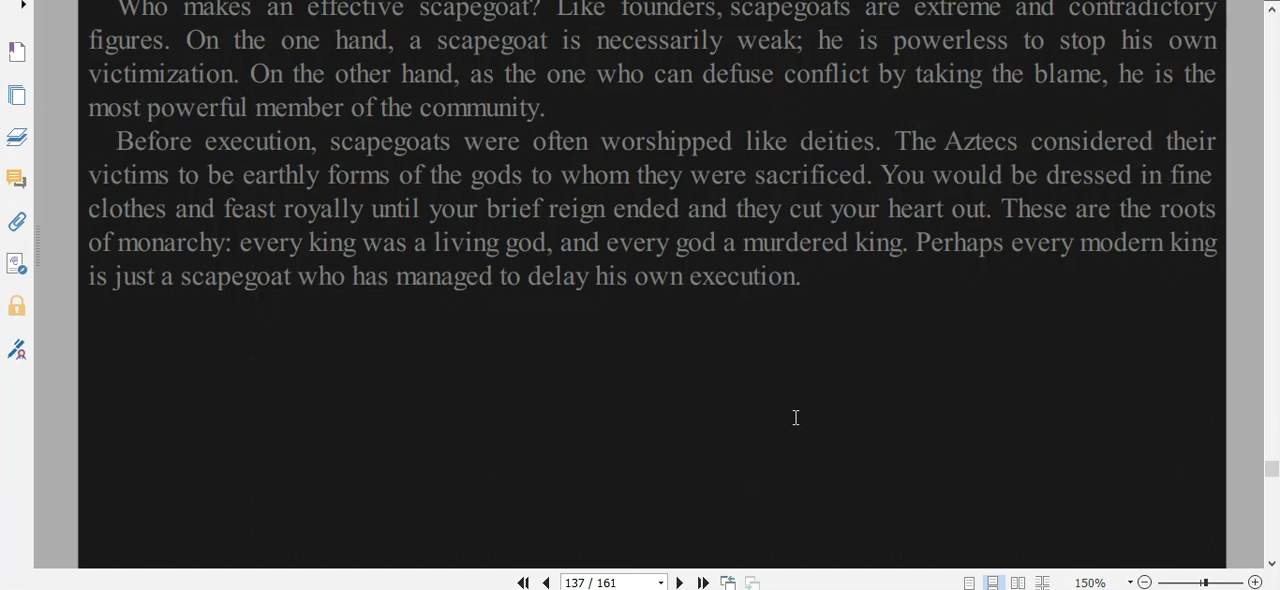 Who makes an effective scapegoat? Like founders, scapegoats are extreme and contradictory
figures. On the one hand, a scapegoat is necessarily weak; he is powerless to stop his own
victimization. On the other hand, as the one who can defuse conflict by taking the blame, he is the
most powerful member of the community.
Before execution, scapegoats were often worshipped like deities. The Aztecs considered their
victims to be earthly forms of the gods to whom they were sacrificed. You would be dressed in fine
clothes and feast royally until your brief reign ended and they cut your heart out. These are the roots
of monarchy: every king was a living god, and every god a murdered king. Perhaps every modern king
is just a scapegoat who has managed to delay his own execution.
137 / 161
150%